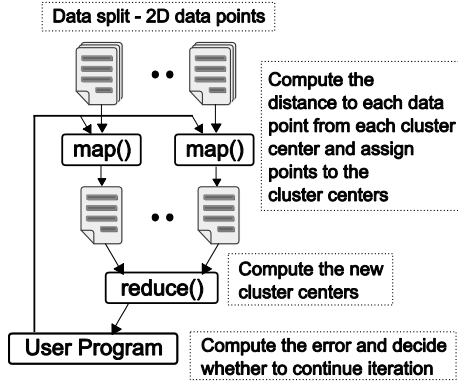 Data split - 2D data points
Compute the
distance to each data
point from each cluster
center and assign
points to the
cluster centers
map()
map()
Compute the new
cluster centers
reduce()
User Program
Compute the error and decide
whether to continue iteration